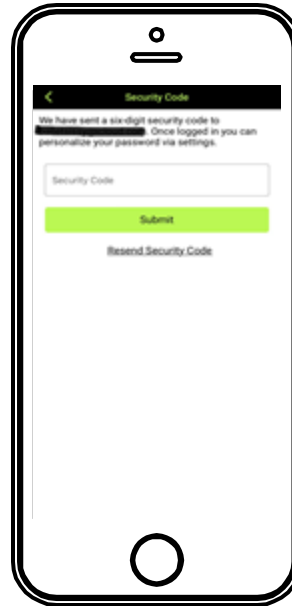 Security Code
We have sent a six-digit security code to
. Once logged in you can
personalize your password via settings.
Security Code
Submit
Resend Security Code